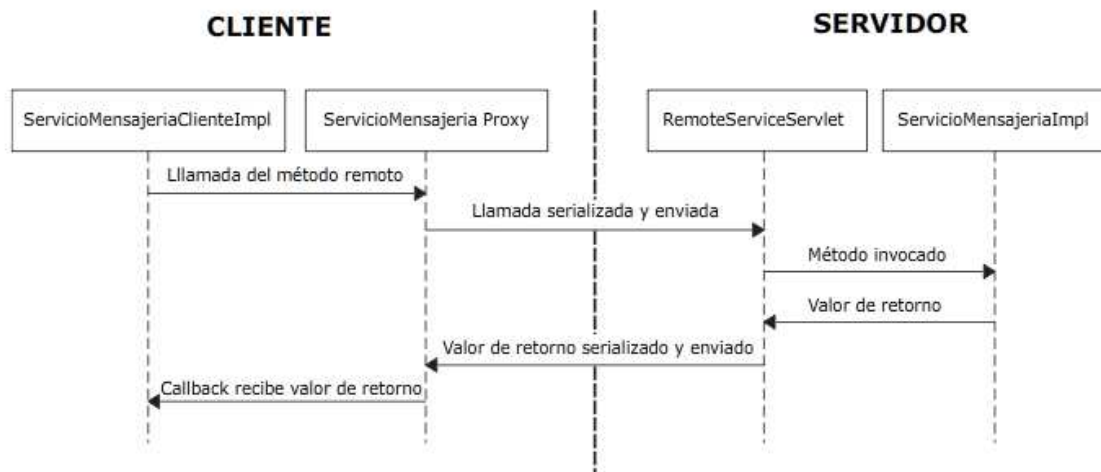 CLIENTE
SERVIDOR
ServicioMensajeriaClienteImpl
ServicioMensajeria Proxy
RemoteServiceServlet
ServicioMensajeriaImpl
Lllamada del método remoto
Llamada serializada y enviada
Método invocado
Valor de retorno
Valor de retorno serializado y enviado
Callback recibe valor de retorno